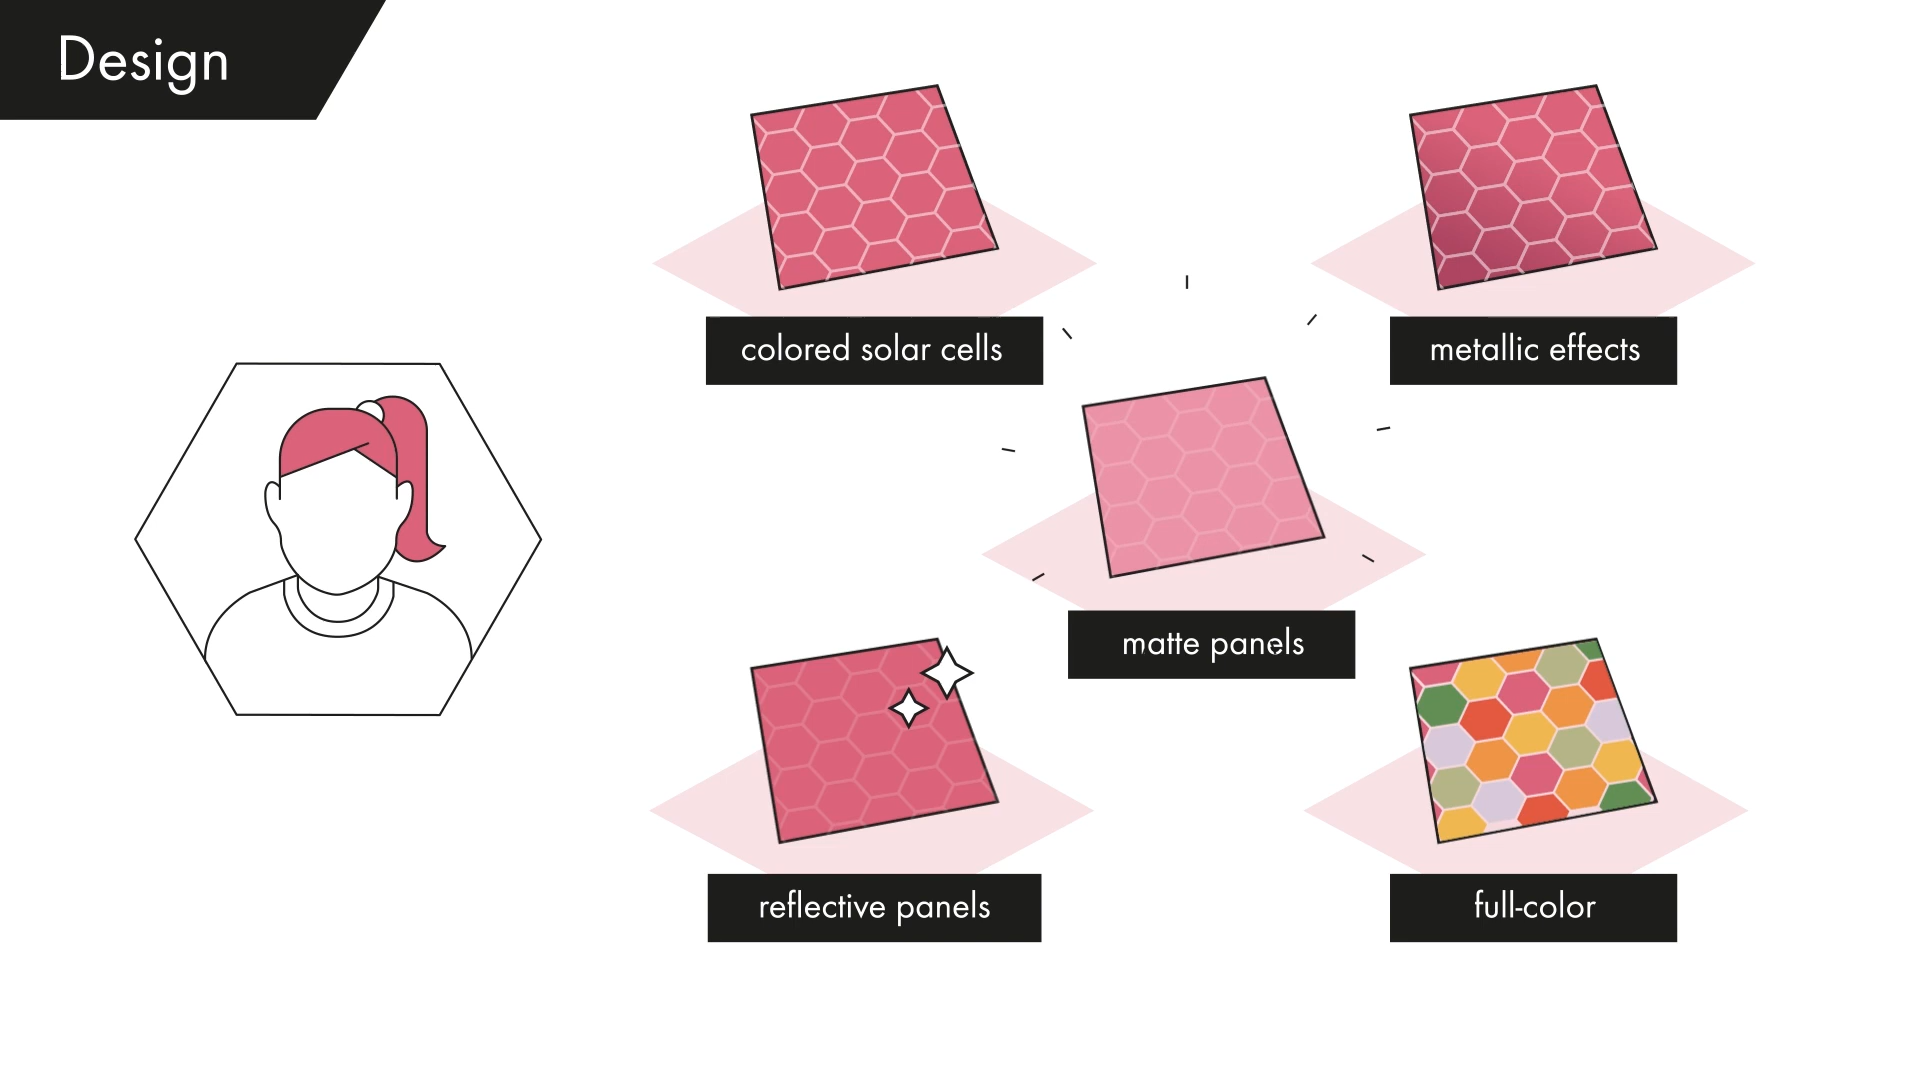 Design
colored solar cells
metallic effects
matte panels
reflective panels
full-color